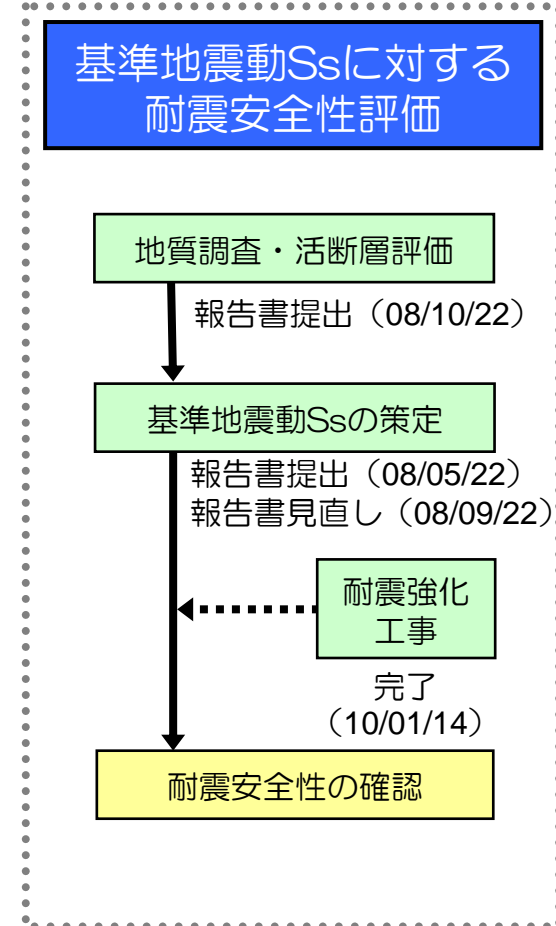 基準地震動Ssに対する
耐震安全性評価
地質調査・活断層評価
報告書提出（08/10/22）
基準地震動Ssの策定
報告書提出（08/05/22）
報告書見直し（08/09/22）
耐震強化
工事
完了
（10/01/14）
耐震安全性の確認